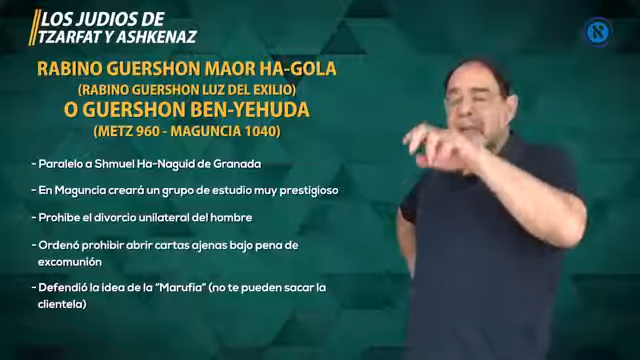 LOS JUDIOS DE
TZARFAT Y ASHKENAZ
RABINO GUERSHON MAOR HA-GOLA
(RABINO GUERSHON LUZ DEL EXILIO)
O GUERSHON BEN-YEHUDA
(METZ 960 - MAGUNCIA 1040)
- Paralelo a Shmuel Ha-Naguid de Granada
- En Maguncia creará un grupo de estudio muy prestigioso
- Prohibe el divorcio unilateral del hombre
- Ordenó prohibir abrir cartas ajenas bajo pena de
excomunión
- Defendió la idea de la “Marufia” (no te pueden sacar la
clientela)
א